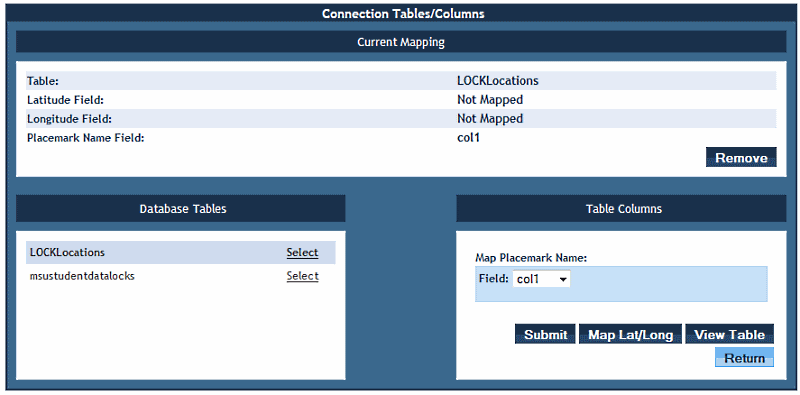 Connection Tables/Columns
Current Mapping
Table: LOCKLocations
Latitude Field: Not Mapped
Longitude Field: Not Mapped
Placemark Name Field: col1
Remove
Database Tables
LOCKLocations Select
msustudentdatalocks Select
Table Columns
Map Placemark Name:
Field: col1
Submit Map Lat/Long View Table
Return